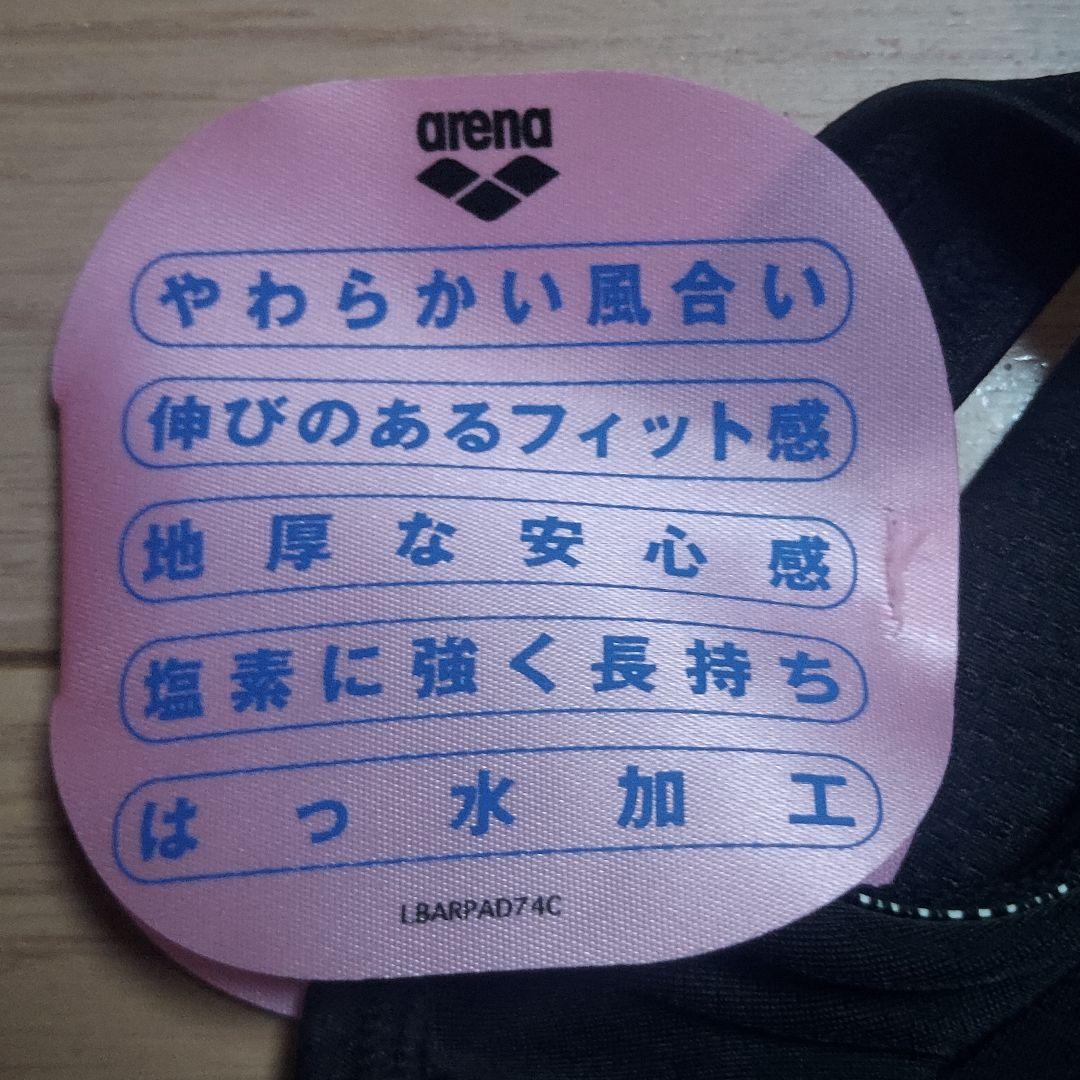 arena
やわらかい風合い
伸びのあるフィット感
地厚な安心感
塩素に強く長持ち
はっ水加工
LBARPAD74C